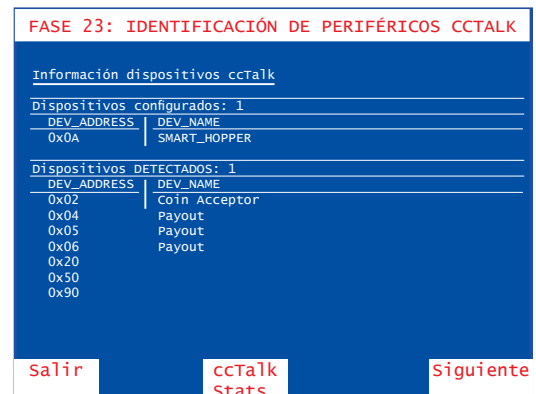 FASE 23: IDENTIFICACIÓN DE PERIFÉRICOS CCTALK
Información dispositivos ccTalk
Dispositivos configurados: 1
DEV_ADDRESS DEV_NAME
0x0A SMART_HOPPER
Dispositivos DETECTADOS: 1
DEV_ADDRESS DEV_NAME
0x02 Coin Acceptor
0x04 Payout
0x05 Payout
0x06 Payout
0x20
0x50
0x90
Salir ccTalk Siguiente
Stats